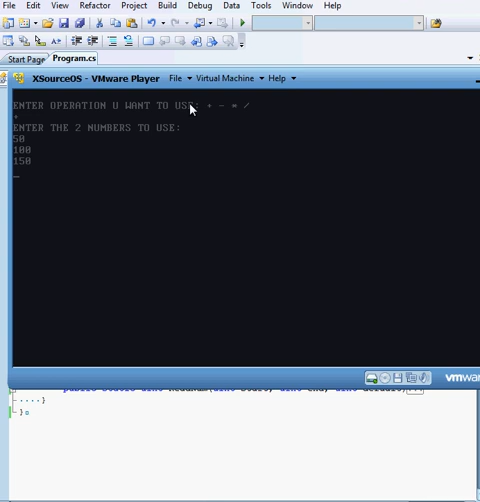 File Edit View Refactor Project Build Debug Data Tools Window Help
Start Page Program.cs
XSourceOS - VMware Player File Virtual Machine Help
ENTER OPERATION U WANT TO USE: + - * /
+
ENTER THE 2 NUMBERS TO USE:
50
100
150
_
vmwar
}
}